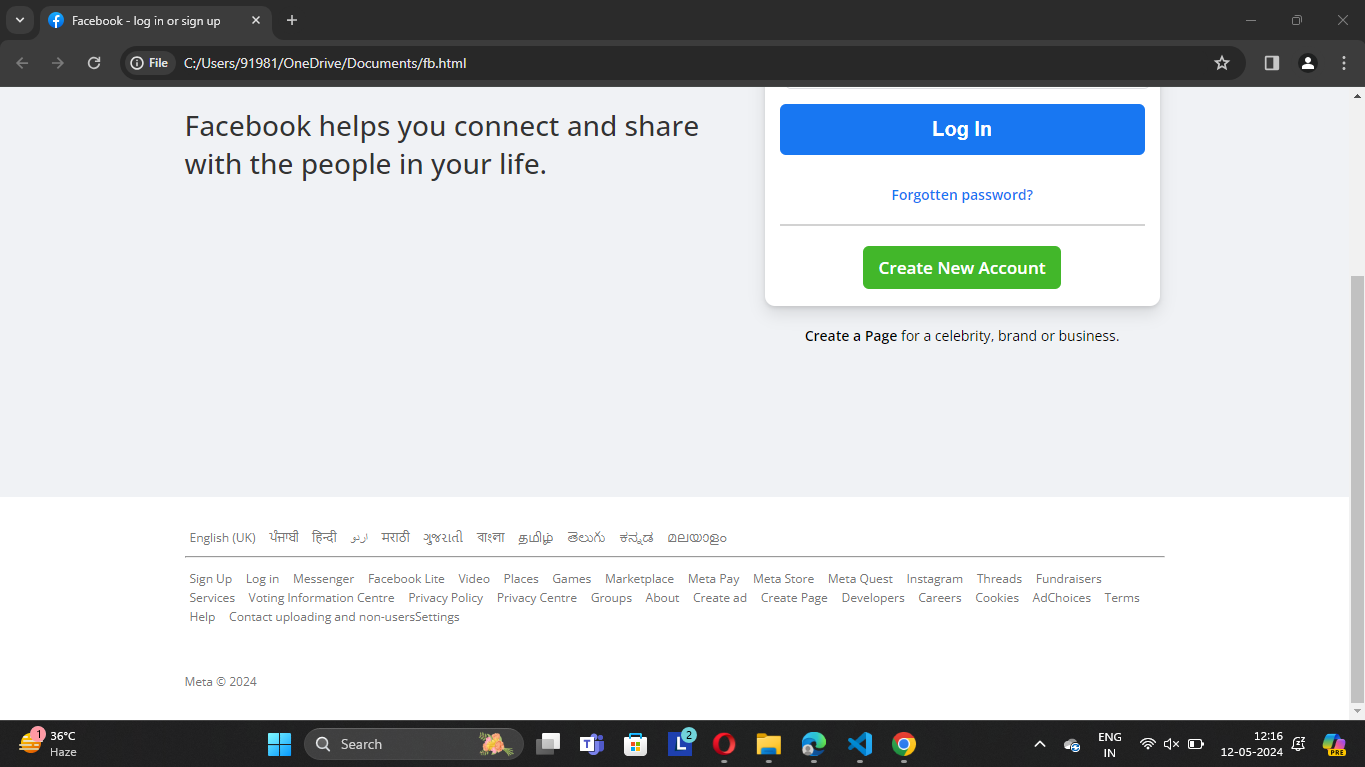 Facebook - log in or sign up
File C:/Users/91981/OneDrive/Documents/fb.html
Facebook helps you connect and share
with the people in your life.
Log In
Forgotten password?
Create New Account
Create a Page for a celebrity, brand or business.
English (UK) ਪੰਜਾਬੀ हिन्दी اردو मराठी ગુજરાતી বাংলা தமிழ் తెలుగు ಕನ್ನಡ മലയാളം
Sign Up Log in Messenger Facebook Lite Video Places Games Marketplace Meta Pay Meta Store Meta Quest Instagram Threads Fundraisers
Services Voting Information Centre Privacy Policy Privacy Centre Groups About Create ad Create Page Developers Careers Cookies AdChoices Terms
Help Contact uploading and non-usersSettings
Meta © 2024
1 36°C
Haze
Search
L 2
ENG
IN
12:16
12-05-2024
PRE